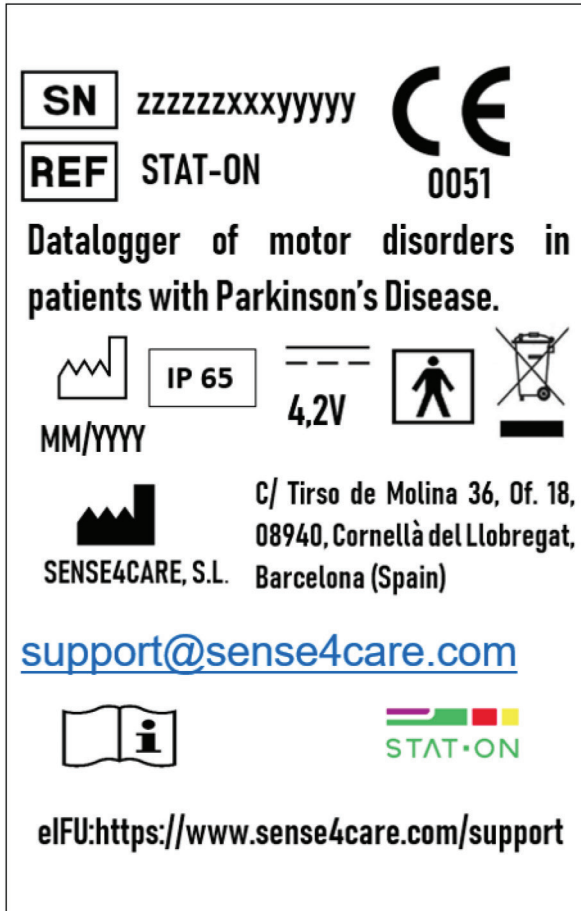 SN zzzzzzxxxyyyyy
CE
REF STAT-ON
0051
Datalogger of motor disorders in
patients with Parkinson's Disease.
IP 65
4,2V
MM/YYYY
C/ Tirso de Molina 36, Of. 18,
08940, Cornellà del Llobregat,
SENSE4CARE, S.L. Barcelona (Spain)
support@sense4care.com
i
STAT·ON
eIFU:https://www.sense4care.com/support